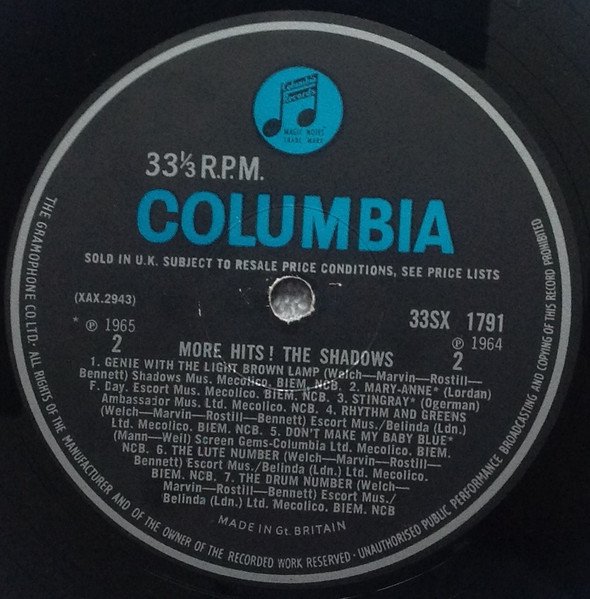 Columbia
Records
MAGIC NOTES
TRADE MARK
33⅓ R.P.M.
COLUMBIA
SOLD IN U.K. SUBJECT TO RESALE PRICE CONDITIONS, SEE PRICE LISTS
(XAX.2943)
33SX 1791
* ℗ 1965
℗ 1964
2
2
MORE HITS! THE SHADOWS
1. GENIE WITH THE LIGHT BROWN LAMP (Welch—Marvin—Rostill—
Bennett) Shadows Mus. Mecolico, BIEM, NCB. 2. MARY-ANNE* (Lordan)
F. Day. Escort Mus. Mecolico, BIEM, NCB. 3. STINGRAY* (Ogerman)
Ambassador Mus. Ltd. Mecolico, NCB. 4. RHYTHM AND GREENS
(Welch—Marvin—Rostill—Bennett) Escort Mus./Belinda (Ldn.)
Ltd. Mecolico. BIEM. NCB. 5. DON'T MAKE MY BABY BLUE*
(Mann—Weil) Screen Gems-Columbia Ltd. Mecolico. BIEM.
NCB. 6. THE LUTE NUMBER (Welch—Marvin—Rostill—
Bennett) Escort Mus./Belinda (Ldn.) Ltd. Mecolico.
BIEM. NCB. 7. THE DRUM NUMBER (Welch—
Marvin—Rostill—Bennett) Escort Mus./
Belinda (Ldn.) Ltd. Mecolico. BIEM. NCB
MADE IN Gt. BRITAIN
THE GRAMOPHONE CO. LTD. · ALL RIGHTS OF THE MANUFACTURER AND OF THE OWNER OF THE RECORDED WORK RESERVED · UNAUTHORISED PUBLIC PERFORMANCE BROADCASTING AND COPYING OF THIS RECORD PROHIBITED